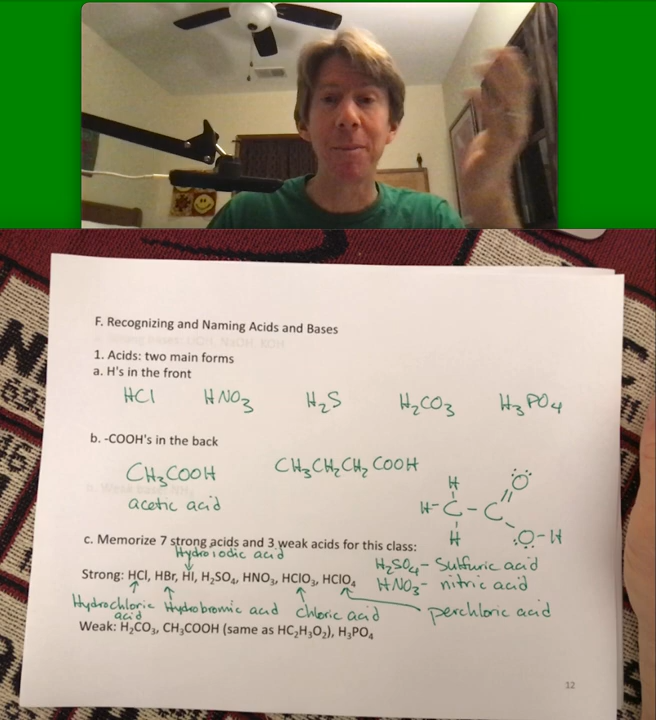 F. Recognizing and Naming Acids and Bases
1. Acids: two main forms
a. H's in the front
HCl HNO₃ H₂S H₂CO₃ H₃PO₄
b. -COOH's in the back
CH₃COOH CH₃CH₂CH₂COOH
acetic acid
H O
H-C-C
H O-H
c. Memorize 7 strong acids and 3 weak acids for this class:
Hydroiodic acid
H₂SO₄- Sulfuric acid
Strong: HCl, HBr, HI, H₂SO₄, HNO₃, HClO₃, HClO₄
HNO₃- nitric acid
Hydrochloric acid Hydrobromic acid chloric acid perchloric acid
Weak: H₂CO₃, CH₃COOH (same as HC₂H₃O₂), H₃PO₄
12